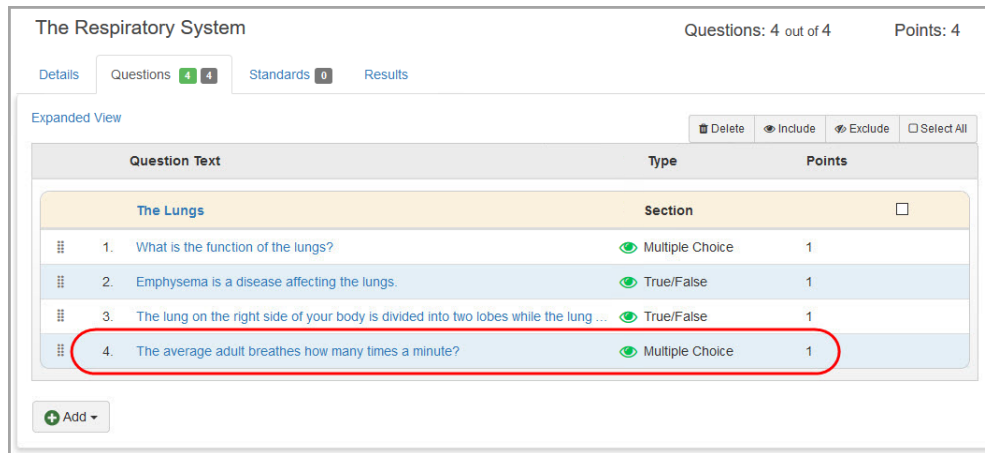 The Respiratory System Questions: 4 out of 4 Points: 4
Details Questions 4 4 Standards 0 Results
Expanded View
Delete Include Exclude Select All
Question Text Type Points
The Lungs Section
1. What is the function of the lungs? Multiple Choice 1
2. Emphysema is a disease affecting the lungs. True/False 1
3. The lung on the right side of your body is divided into two lobes while the lung ... True/False 1
4. The average adult breathes how many times a minute? Multiple Choice 1
Add